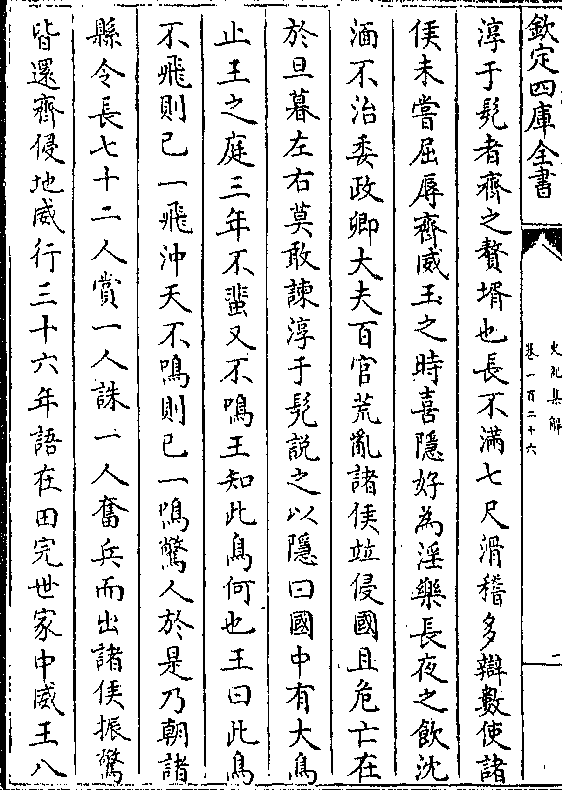 欽定四庫全書
史記集解
卷一百二十六
二
淳于髠者齊之贅壻也長不滿七尺滑稽多辯數使諸
侯未嘗屈辱齊威王之時喜隱好為淫樂長夜之飲沈
湎不治委政卿大夫百官荒亂諸侯竝侵國且危亡在
於旦暮左右莫敢諫淳于髠說之以隱曰國中有大鳥
止王之庭三年不蜚又不鳴王知此鳥何也王曰此鳥
不飛則已一飛沖天不鳴則已一鳴驚人於是乃朝諸
縣令長七十二人賞一人誅一人奮兵而出諸侯振驚
皆還齊侵地威行三十六年語在田完世家中威王八